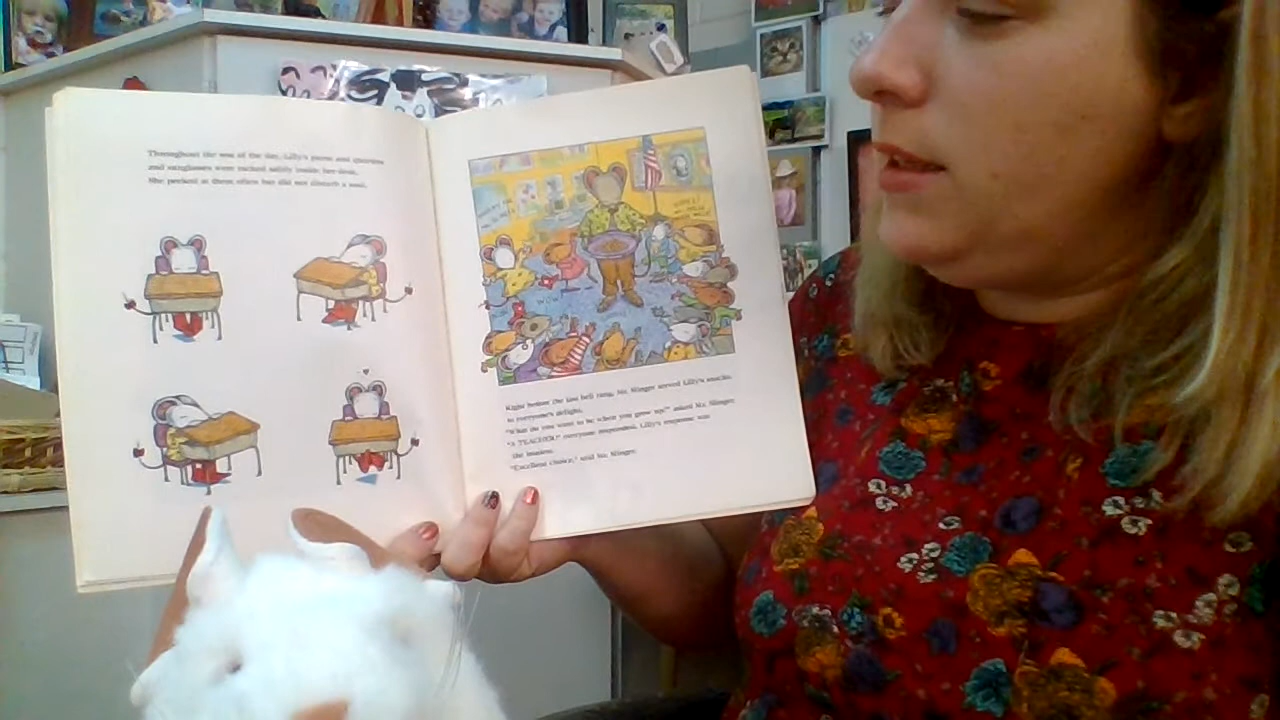 Throughout the rest of the day, Lilly's purse and quarters
and sunglasses were tucked safely inside her desk.
She peeked at them often but did not disturb a soul.
WOW!
Right before the last bell rang, Mr. Slinger served Lilly's snacks,
to everyone's delight.
"What do you want to be when you grow up?" asked Mr. Slinger.
"A TEACHER!" everyone responded. Lilly's response was
the loudest.
"Excellent choice," said Mr. Slinger.